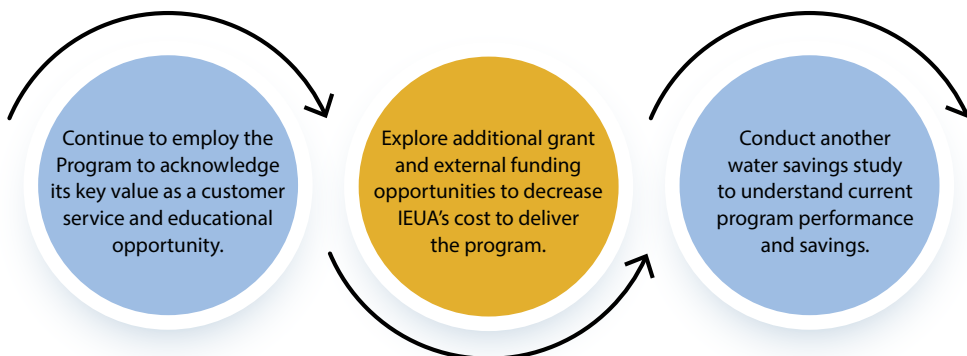 Continue to employ the
Program to acknowledge
its key value as a customer
service and educational
opportunity.
Explore additional grant
and external funding
opportunities to decrease
IEUA’s cost to deliver
the program.
Conduct another
water savings study
to understand current
program performance
and savings.